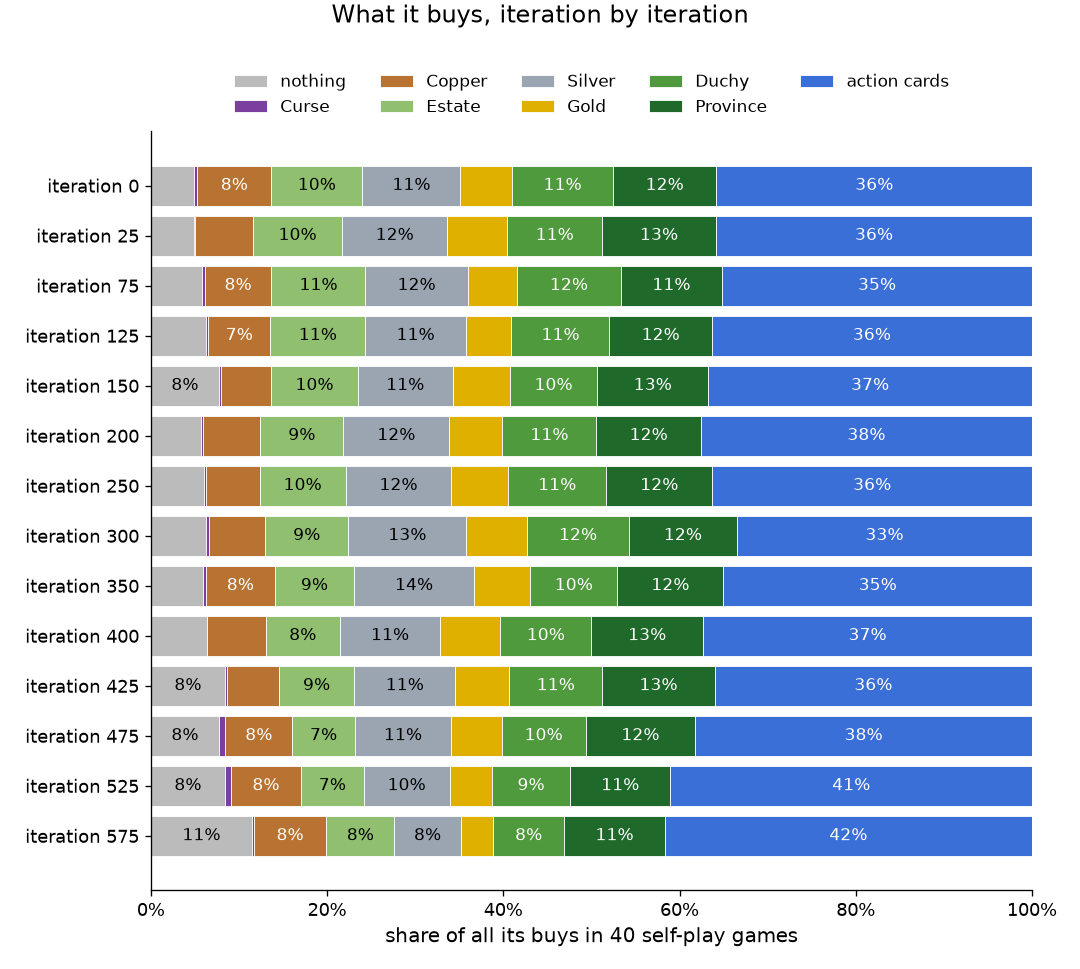 What it buys, iteration by iteration
nothing Copper Silver Duchy action cards
Curse Estate Gold Province
iteration 0 8% 10% 11% 11% 12% 36%
iteration 25 10% 12% 11% 13% 36%
iteration 75 8% 11% 12% 12% 11% 35%
iteration 125 7% 11% 11% 11% 12% 36%
iteration 150 8% 10% 11% 10% 13% 37%
iteration 200 9% 12% 11% 12% 38%
iteration 250 10% 12% 11% 12% 36%
iteration 300 9% 13% 12% 12% 33%
iteration 350 8% 9% 14% 10% 12% 35%
iteration 400 8% 11% 10% 13% 37%
iteration 425 8% 9% 11% 11% 13% 36%
iteration 475 8% 8% 7% 11% 10% 12% 38%
iteration 525 8% 8% 7% 10% 9% 11% 41%
iteration 575 11% 8% 8% 8% 8% 11% 42%
0% 20% 40% 60% 80% 100%
share of all its buys in 40 self-play games